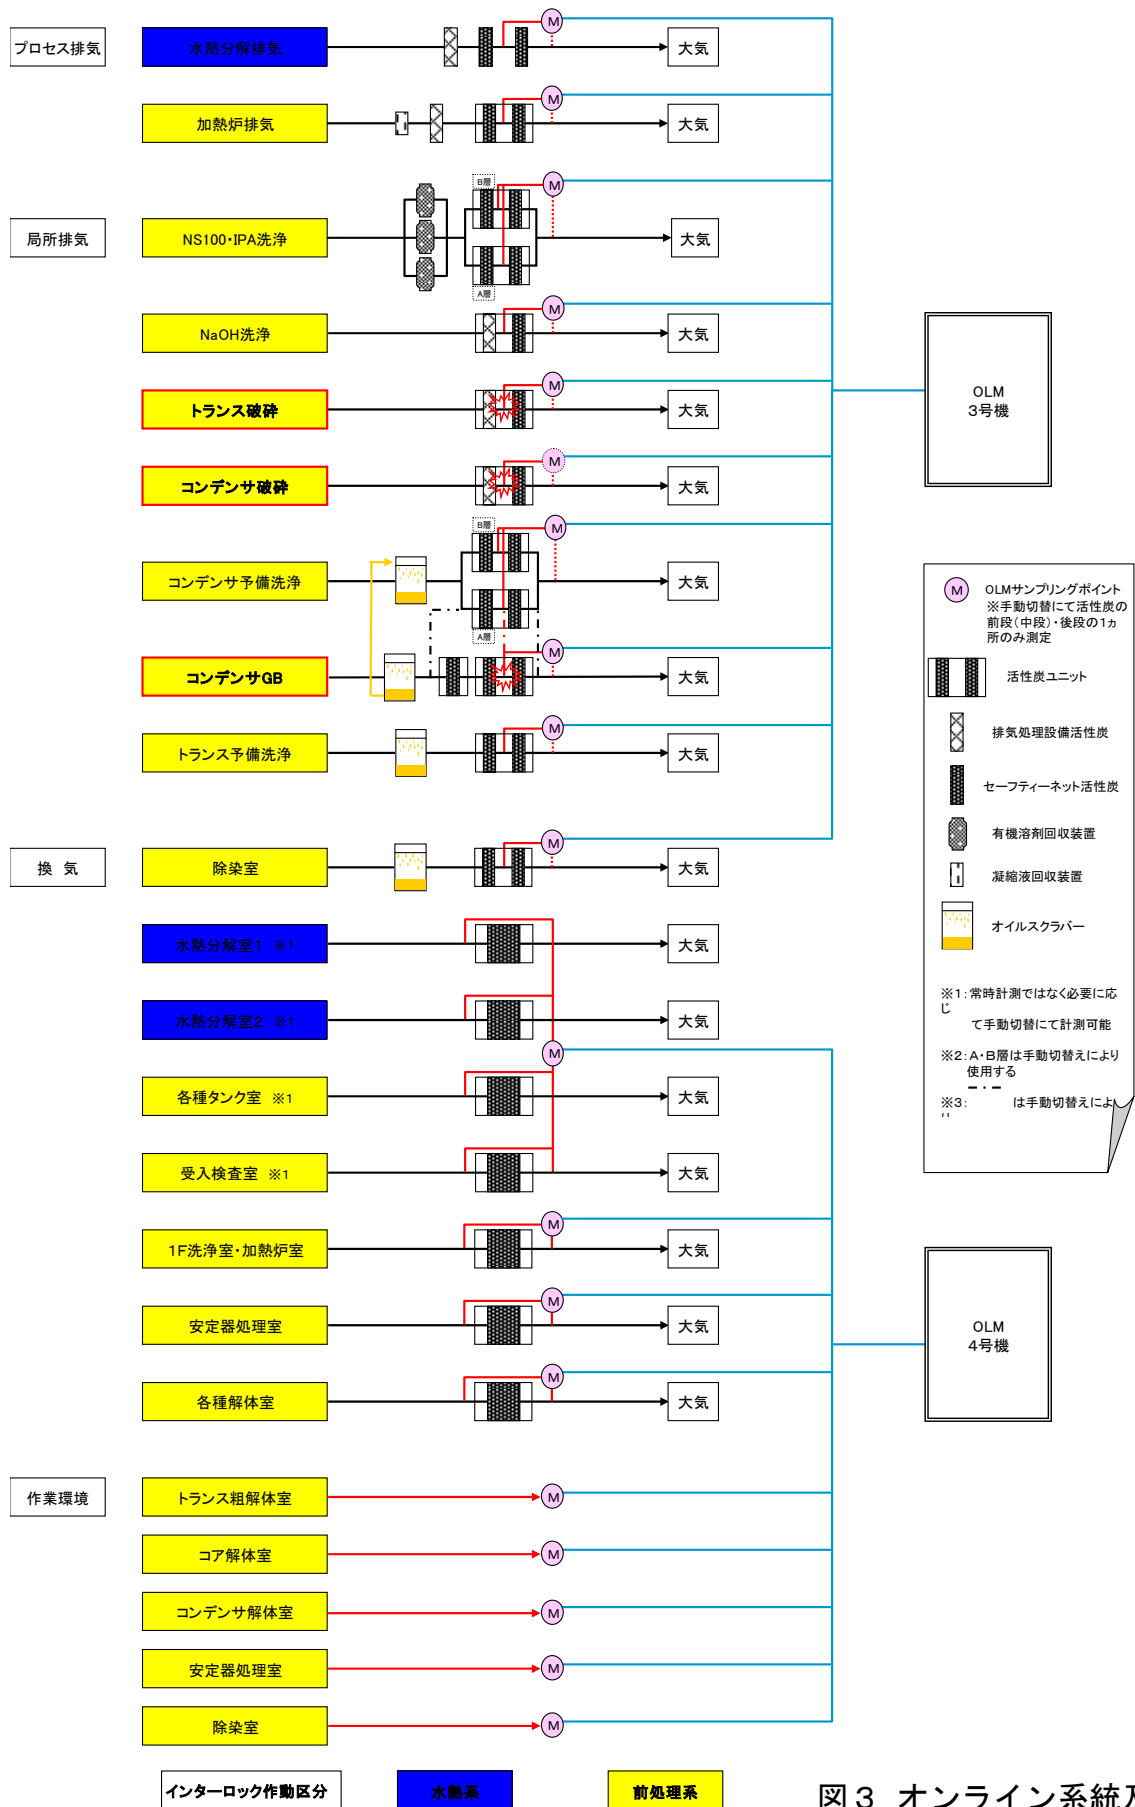 プロセス排気
水熱分解排気
M
大気
加熱炉排気
M
大気
局所排気
NS100・IPA洗浄
B層
A層
M
大気
NaOH洗浄
M
大気
トランス破砕
M
大気
コンデンサ破砕
M
大気
コンデンサ予備洗浄
B層
A層
M
大気
コンデンサGB
M
大気
トランス予備洗浄
M
大気
換 気
除染室
M
大気
水熱分解室1 ※1
大気
水熱分解室2 ※1
大気
M
各種タンク室 ※1
大気
受入検査室 ※1
大気
1F洗浄室・加熱炉室
M
大気
安定器処理室
M
大気
各種解体室
M
大気
作業環境
トランス粗解体室
M
コア解体室
M
コンデンサ解体室
M
安定器処理室
M
除染室
M
OLM
3号機
M OLMサンプリングポイント
※手動切替にて活性炭の
前段(中段)・後段の1ヵ
所のみ測定
活性炭ユニット
排気処理設備活性炭
セーフティーネット活性炭
有機溶剤回収装置
凝縮液回収装置
オイルスクラバー
※1:常時計測ではなく必要に応
じ
て手動切替にて計測可能
※2:A・B層は手動切替えにより
使用する
※3: は手動切替えによ
OLM
4号機
インターロック作動区分
水熱系
前処理系
図3 オンライン系統